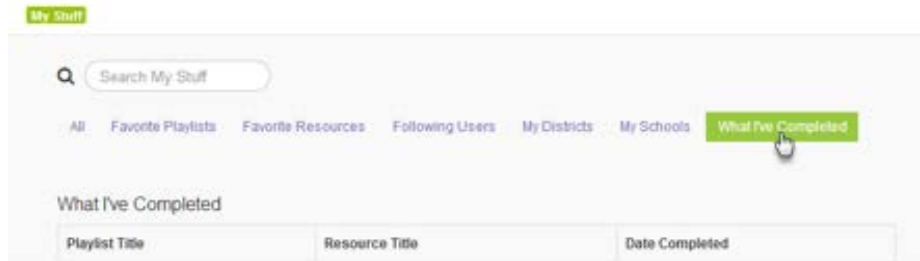 My Stuff
Search My Stuff
All Favorite Playlists Favorite Resources Following Users My Districts My Schools What I've Completed
What I've Completed
Playlist Title Resource Title Date Completed